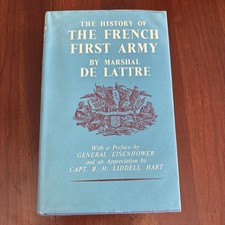 THE HISTORY OF
THE FRENCH
FIRST ARMY
BY MARSHAL
DE LATTRE
With a Preface by
GENERAL EISENHOWER
and an Appreciation by
CAPT. B. H. LIDDELL HART